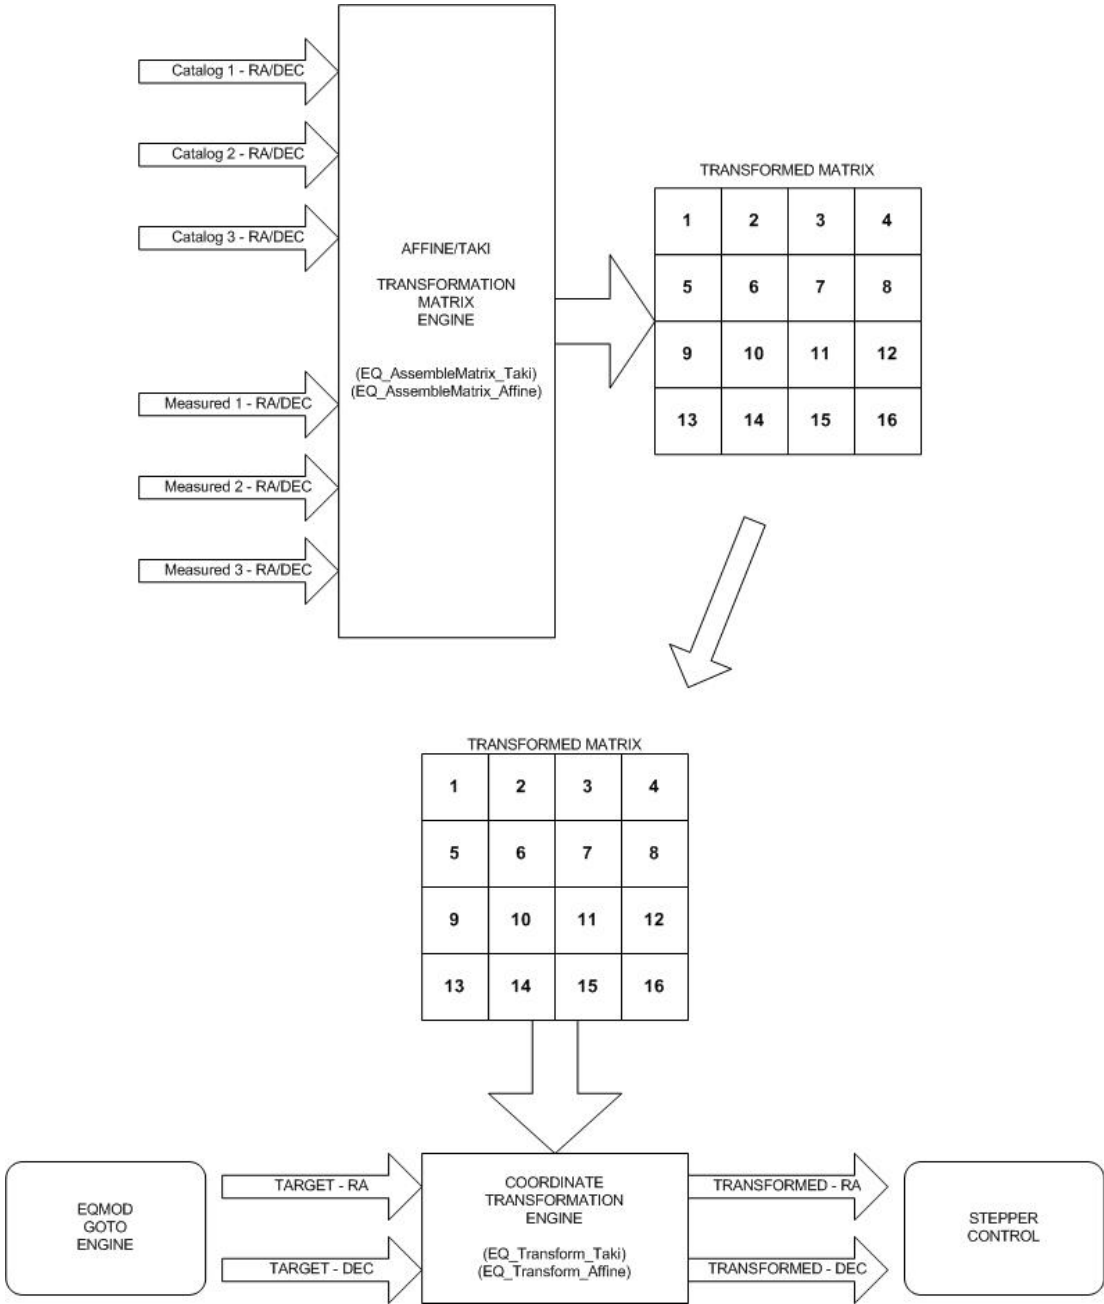 Catalog 1 - RA/DEC
Catalog 2 - RA/DEC
Catalog 3 - RA/DEC
Measured 1 - RA/DEC
Measured 2 - RA/DEC
Measured 3 - RA/DEC
AFFINE/TAKI
TRANSFORMATION
MATRIX
ENGINE
(EQ_AssembleMatrix_Taki)
(EQ_AssembleMatrix_Affine)
TRANSFORMED MATRIX
1 2 3 4
5 6 7 8
9 10 11 12
13 14 15 16
TRANSFORMED MATRIX
1 2 3 4
5 6 7 8
9 10 11 12
13 14 15 16
EQMOD
GOTO
ENGINE
TARGET - RA
TARGET - DEC
COORDINATE
TRANSFORMATION
ENGINE
(EQ_Transform_Taki)
(EQ_Transform_Affine)
TRANSFORMED - RA
TRANSFORMED - DEC
STEPPER
CONTROL